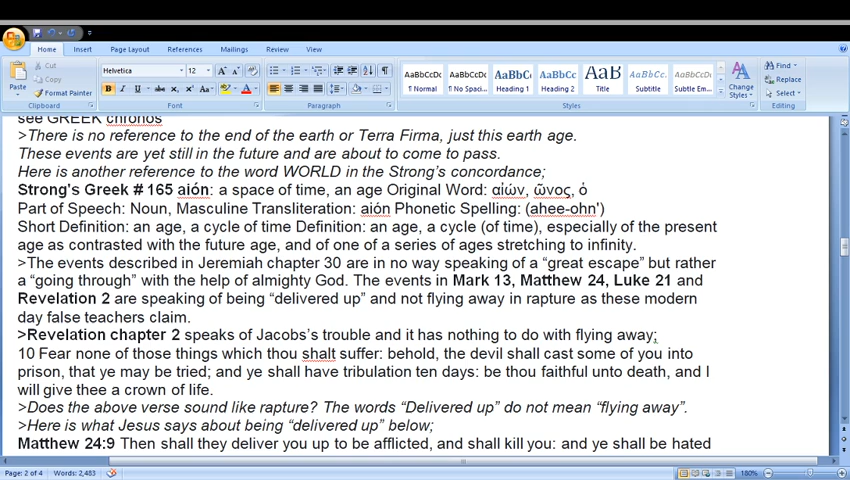 Home Insert Page Layout References Mailings Review View
Cut
Copy
Paste
Format Painter
Clipboard
Helvetica 12
Font
Paragraph
AaBbCcDc AaBbCcDc AaBbCc AaBbCc AaB AaBbCc. AaBbCcDc
¶ Normal ¶ No Spaci... Heading 1 Heading 2 Title Subtitle Subtle Em...
Change Styles
Styles
Find
Replace
Select
Editing
see GREEK chronos
>There is no reference to the end of the earth or Terra Firma, just this earth age.
These events are yet still in the future and are about to come to pass.
Here is another reference to the word WORLD in the Strong's concordance;
Strong's Greek # 165 aión: a space of time, an age Original Word: αἰών, ῶνος, ὁ
Part of Speech: Noun, Masculine Transliteration: aión Phonetic Spelling: (ahee-ohn')
Short Definition: an age, a cycle of time Definition: an age, a cycle (of time), especially of the present
age as contrasted with the future age, and of one of a series of ages stretching to infinity.
>The events described in Jeremiah chapter 30 are in no way speaking of a “great escape” but rather
a “going through” with the help of almighty God. The events in Mark 13, Matthew 24, Luke 21 and
Revelation 2 are speaking of being “delivered up” and not flying away in rapture as these modern
day false teachers claim.
>Revelation chapter 2 speaks of Jacobs's trouble and it has nothing to do with flying away;
10 Fear none of those things which thou shalt suffer: behold, the devil shall cast some of you into
prison, that ye may be tried; and ye shall have tribulation ten days: be thou faithful unto death, and I
will give thee a crown of life.
>Does the above verse sound like rapture? The words “Delivered up” do not mean “flying away”.
>Here is what Jesus says about being “delivered up” below;
Matthew 24:9 Then shall they deliver you up to be afflicted, and shall kill you: and ye shall be hated
Page: 2 of 4 Words: 2,483 180%